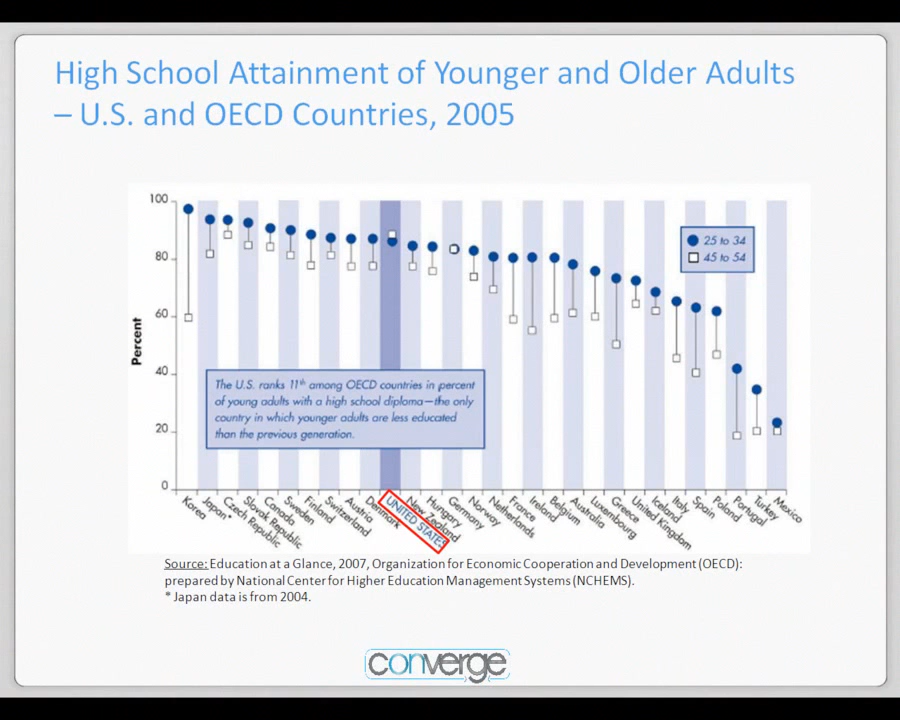 High School Attainment of Younger and Older Adults
– U.S. and OECD Countries, 2005
100
80
60
40
20
0
Percent
25 to 34
45 to 54
The U.S. ranks 11th among OECD countries in percent
of young adults with a high school diploma—the only
country in which younger adults are less educated
than the previous generation.
Korea
Japan*
Czech Republic
Slovak Republic
Canada
Sweden
Finland
Switzerland
Austria
Denmark
UNITED STATES
New Zealand
Hungary
Germany
Norway
Netherlands
France
Ireland
Belgium
Australia
Luxembourg
Greece
United Kingdom
Iceland
Italy
Spain
Poland
Portugal
Turkey
Mexico
Source: Education at a Glance, 2007, Organization for Economic Cooperation and Development (OECD):
prepared by National Center for Higher Education Management Systems (NCHEMS).
* Japan data is from 2004.
converge